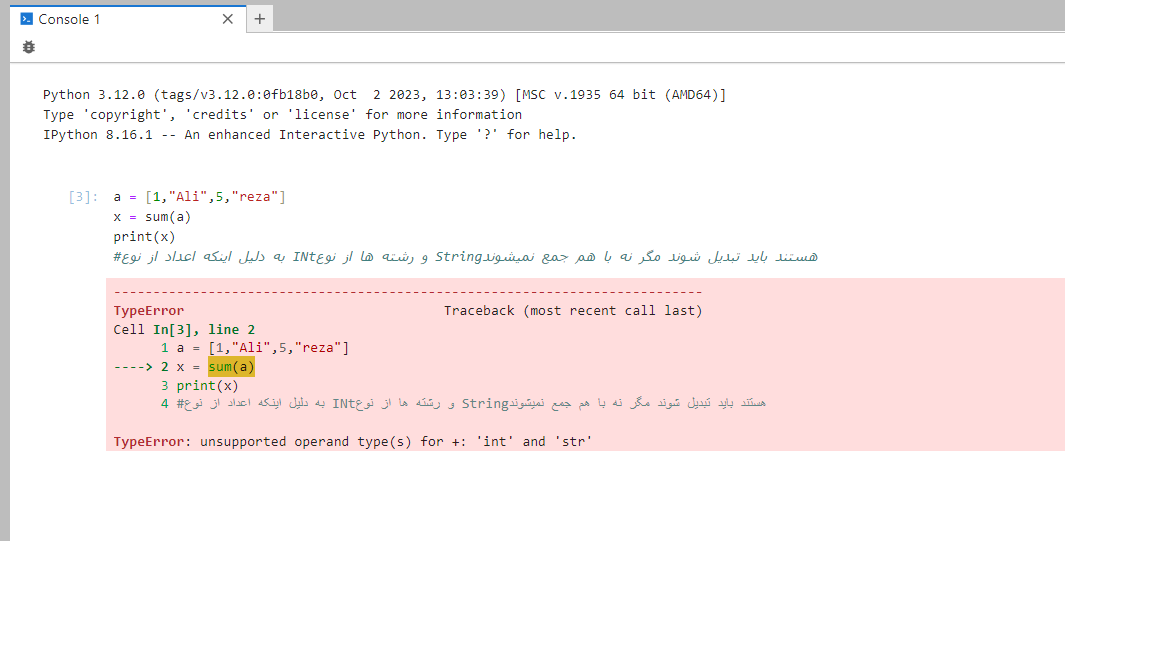 Console 1
Python 3.12.0 (tags/v3.12.0:0fb18b0, Oct  2 2023, 13:03:39) [MSC v.1935 64 bit (AMD64)]
Type 'copyright', 'credits' or 'license' for more information
IPython 8.16.1 -- An enhanced Interactive Python. Type '?' for help.
[3]: a = [1,"Ali",5,"reza"]
x = sum(a)
print(x)
#به دلیل اینکه اعداد از نوعINt و رشته ها از نوعString هستند باید تبدیل شوند مگر نه با هم جمع نمیشوند
---------------------------------------------------------------------------
TypeError                                 Traceback (most recent call last)
Cell In[3], line 2
1 a = [1,"Ali",5,"reza"]
----> 2 x = sum(a)
3 print(x)
4 #به دلیل اینکه اعداد از نوعINt و رشته ها از نوعString هستند باید تبدیل شوند مگر نه با هم جمع نمیشوند
TypeError: unsupported operand type(s) for +: 'int' and 'str'